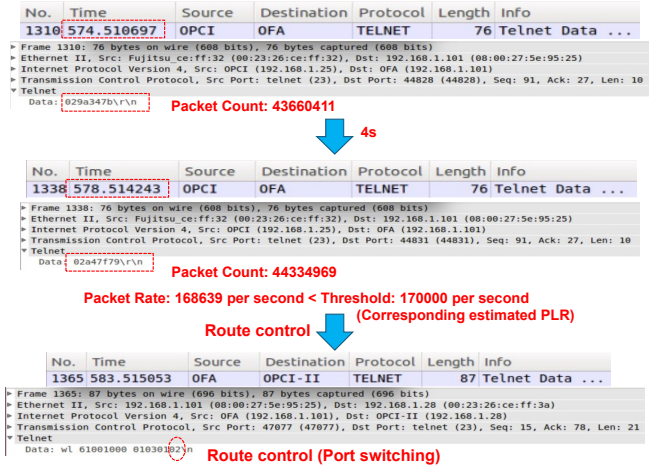 No. Time Source Destination Protocol Length Info
1310 574.510697 OPCI OFA TELNET 76 Telnet Data ...
Frame 1310: 76 bytes on wire (608 bits), 76 bytes captured (608 bits)
Ethernet II, Src: Fujitsu_ce:ff:32 (00:23:26:ce:ff:32), Dst: 192.168.1.101 (08:00:27:5e:95:25)
Internet Protocol Version 4, Src: OPCI (192.168.1.25), Dst: OFA (192.168.1.101)
Transmission Control Protocol, Src Port: telnet (23), Dst Port: 44828 (44828), Seq: 91, Ack: 27, Len: 10
Telnet
Data: 029a347b\r\n
Packet Count: 43660411
4s
No. Time Source Destination Protocol Length Info
1338 578.514243 OPCI OFA TELNET 76 Telnet Data ...
Frame 1338: 76 bytes on wire (608 bits), 76 bytes captured (608 bits)
Ethernet II, Src: Fujitsu_ce:ff:32 (00:23:26:ce:ff:32), Dst: 192.168.1.101 (08:00:27:5e:95:25)
Internet Protocol Version 4, Src: OPCI (192.168.1.25), Dst: OFA (192.168.1.101)
Transmission Control Protocol, Src Port: telnet (23), Dst Port: 44831 (44831), Seq: 91, Ack: 27, Len: 10
Telnet
Data: 02a47f79\r\n
Packet Count: 44334969
Packet Rate: 168639 per second < Threshold: 170000 per second
(Corresponding estimated PLR)
Route control
No. Time Source Destination Protocol Length Info
1365 583.515053 OFA OPCI-II TELNET 87 Telnet Data ...
Frame 1365: 87 bytes on wire (696 bits), 87 bytes captured (696 bits)
Ethernet II, Src: 192.168.1.101 (08:00:27:5e:95:25), Dst: 192.168.1.28 (00:23:26:ce:ff:3a)
Internet Protocol Version 4, Src: OFA (192.168.1.101), Dst: OPCI-II (192.168.1.28)
Transmission Control Protocol, Src Port: 47077 (47077), Dst Port: telnet (23), Seq: 15, Ack: 78, Len: 21
Telnet
Data: wl 61001000 01030102\n
Route control (Port switching)